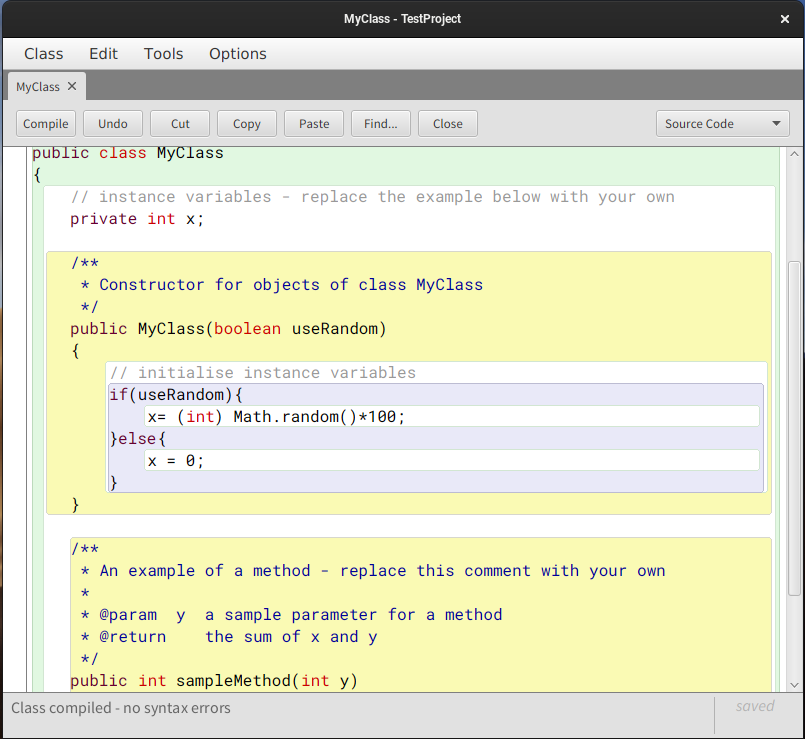 MyClass - TestProject ×
Class Edit Tools Options
MyClass ✕
Compile Undo Cut Copy Paste Find... Close Source Code
public class MyClass
{
// instance variables - replace the example below with your own
private int x;
/**
* Constructor for objects of class MyClass
*/
public MyClass(boolean useRandom)
{
// initialise instance variables
if(useRandom){
x= (int) Math.random()*100;
}else{
x = 0;
}
}
/**
* An example of a method - replace this comment with your own
*
* @param  y  a sample parameter for a method
* @return    the sum of x and y
*/
public int sampleMethod(int y)
Class compiled - no syntax errors
saved